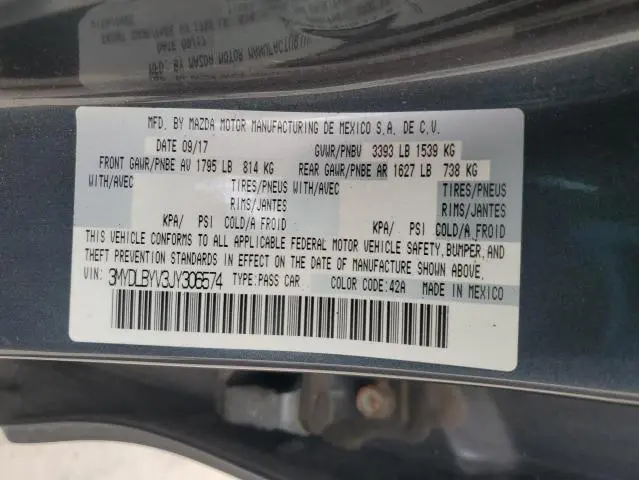 MFD. BY MAZDA MOTOR MANUFACTURING DE MEXICO S.A. DE C.V.
DATE 09/17 GVWR/PNBV 3393 LB 1539 KG
FRONT GAWR/PNBE AV 1795 LB 814 KG REAR GAWR/PNBE AR 1627 LB 738 KG
WITH/AVEC TIRES/PNEUS WITH/AVEC TIRES/PNEUS
RIMS/JANTES RIMS/JANTES
KPA/ PSI COLD/A FROID KPA/ PSI COLD/A FROID
THIS VEHICLE CONFORMS TO ALL APPLICABLE FEDERAL MOTOR VEHICLE SAFETY, BUMPER, AND
THEFT PREVENTION STANDARDS IN EFFECT ON THE DATE OF MANUFACTURE SHOWN ABOVE.
VIN: 3MYDLBYV3JY306574 TYPE:PASS CAR COLOR CODE:42A MADE IN MEXICO